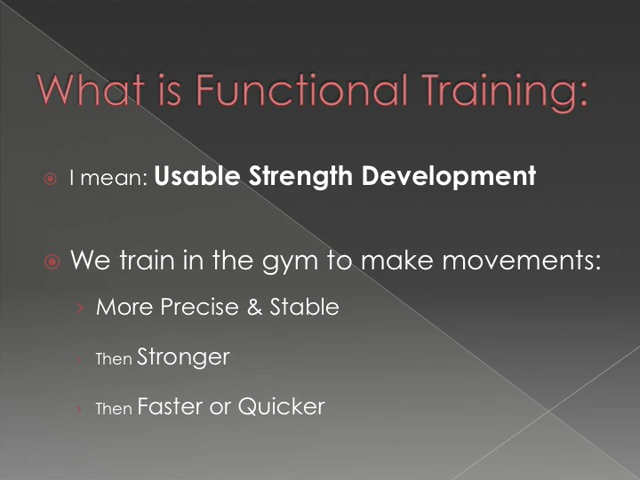 What is Functional Training:
I mean: Usable Strength Development
We train in the gym to make movements:
More Precise & Stable
Then Stronger
Then Faster or Quicker